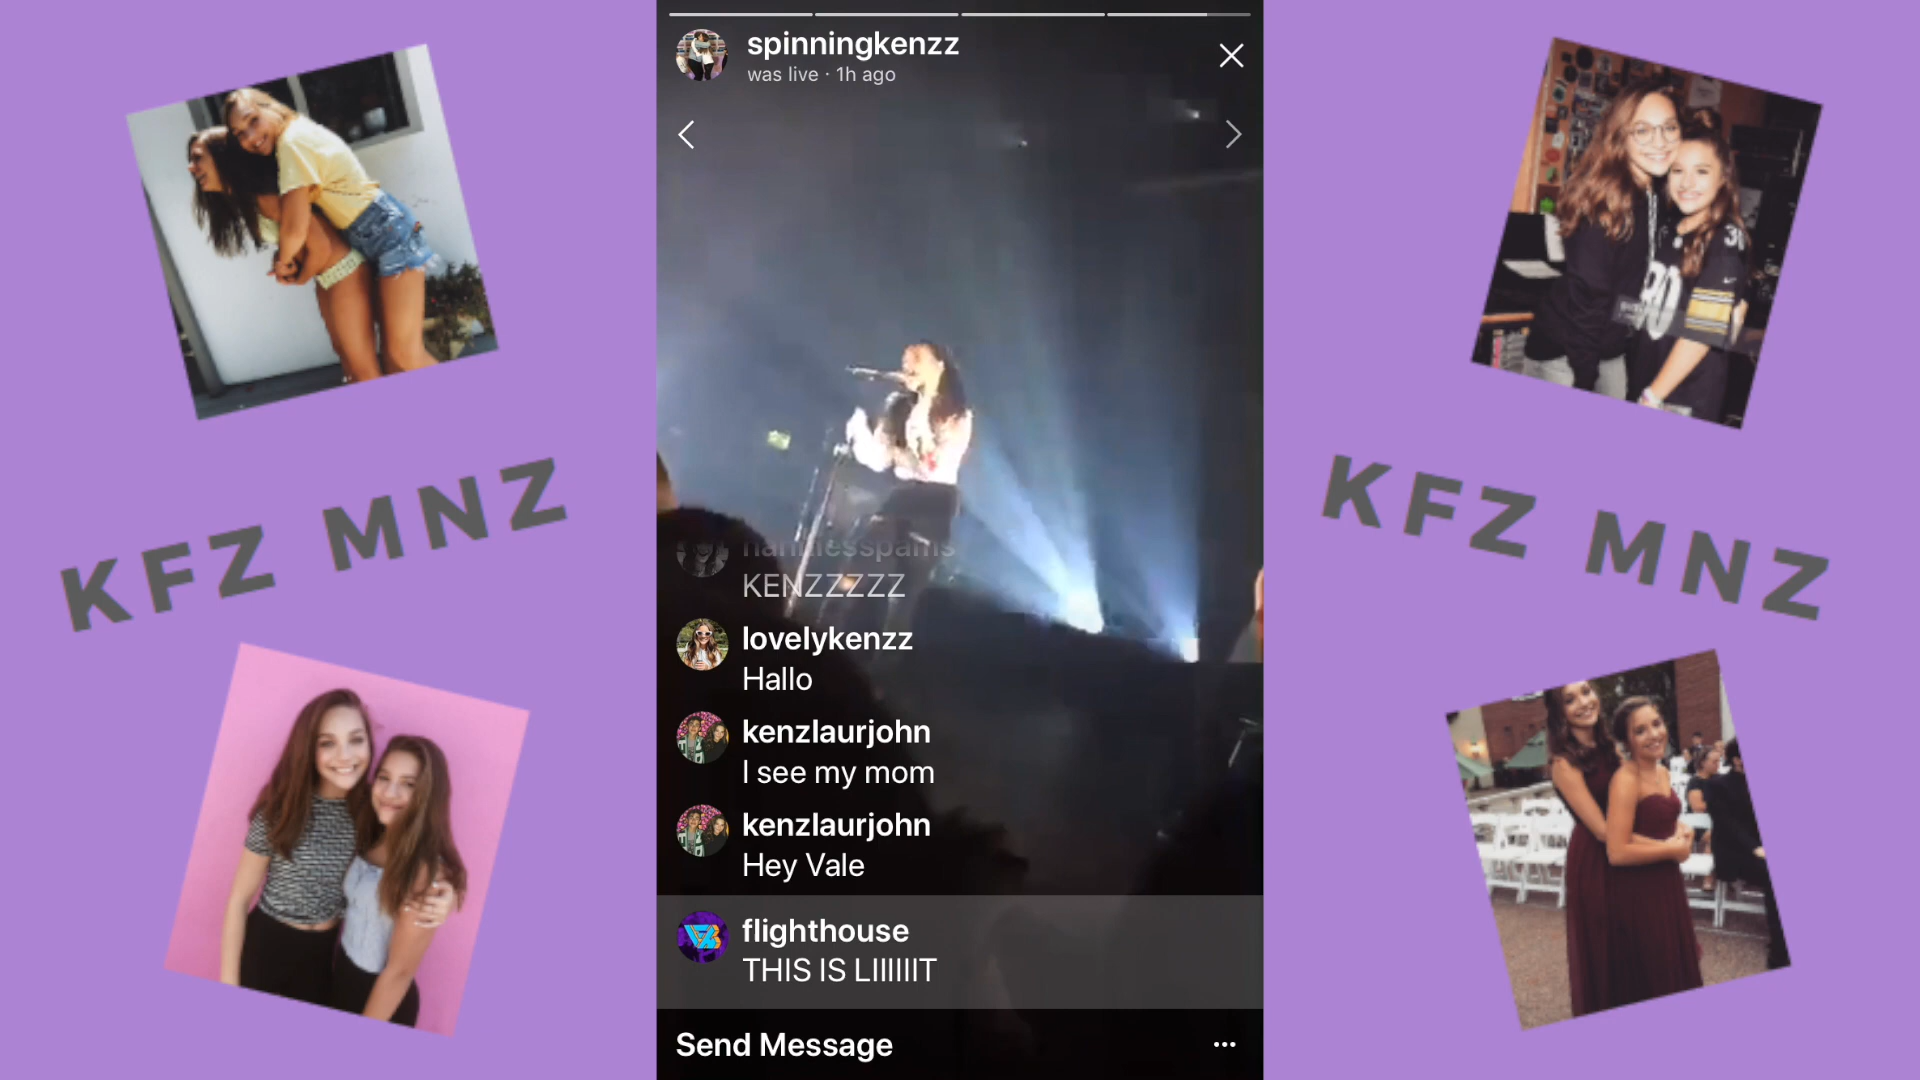 spinningkenzz
was live · 1h ago
KFZ MNZ
KFZ MNZ
KENZZZZZ
lovelykenzz
Hallo
kenzlaurjohn
I see my mom
kenzlaurjohn
Hey Vale
flighthouse
THIS IS LIIIIIIT
Send Message